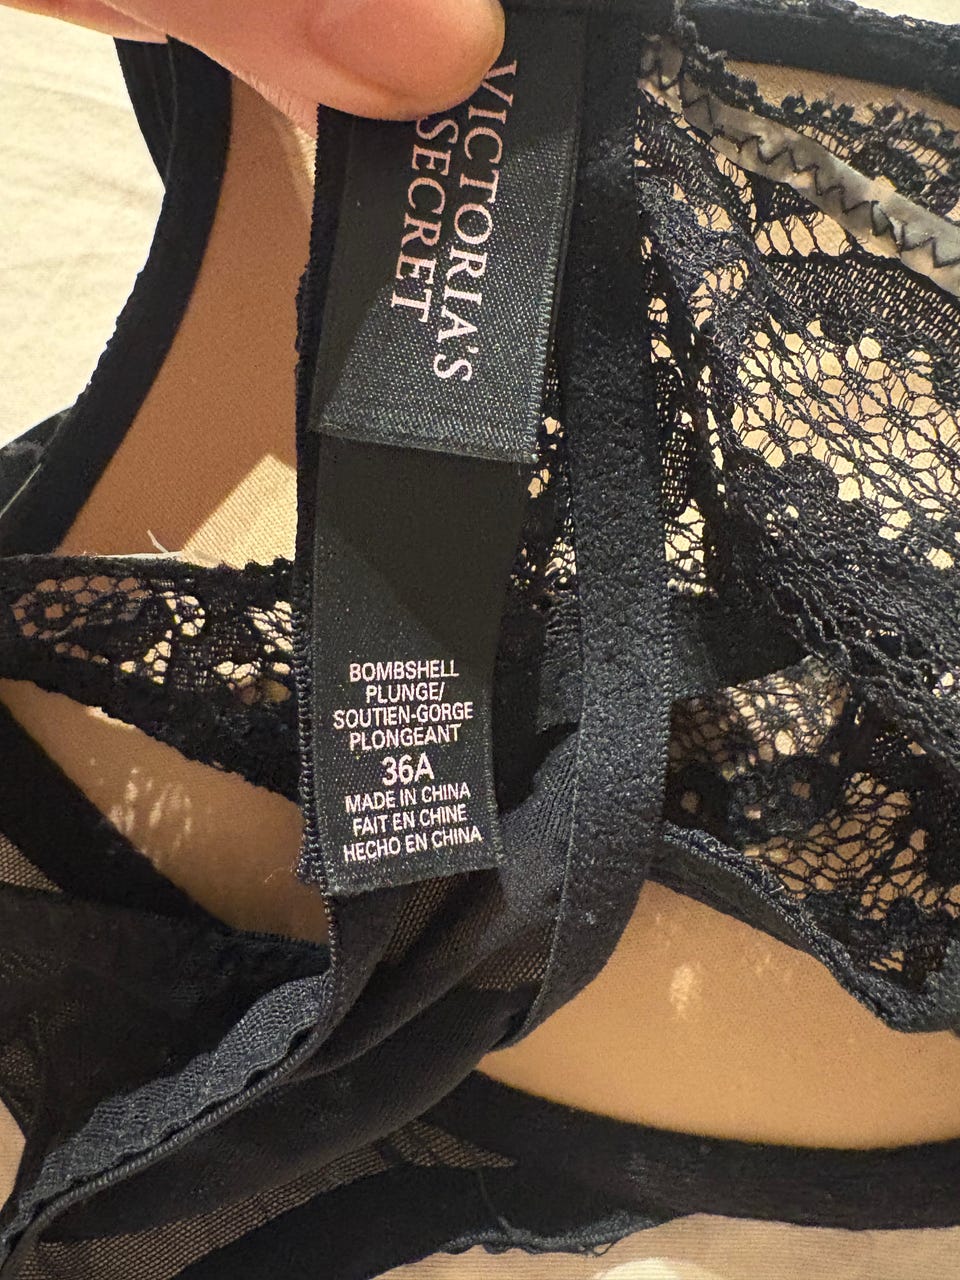 VICTORIA'S
SECRET
BOMBSHELL
PLUNGE/
SOUTIEN-GORGE
PLONGEANT
36A
MADE IN CHINA
FAIT EN CHINE
HECHO EN CHINA